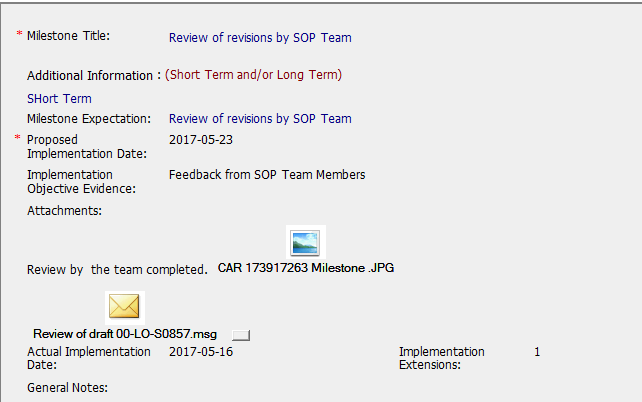 * Milestone Title: Review of revisions by SOP Team
Additional Information : (Short Term and/or Long Term)
SHort Term
Milestone Expectation: Review of revisions by SOP Team
* Proposed 2017-05-23
Implementation Date:
Implementation Feedback from SOP Team Members
Objective Evidence:
Attachments:
Review by the team completed. CAR 173917263 Milestone .JPG
Review of draft 00-LO-S0857.msg
Actual Implementation 2017-05-16 Implementation 1
Date: Extensions:
General Notes: